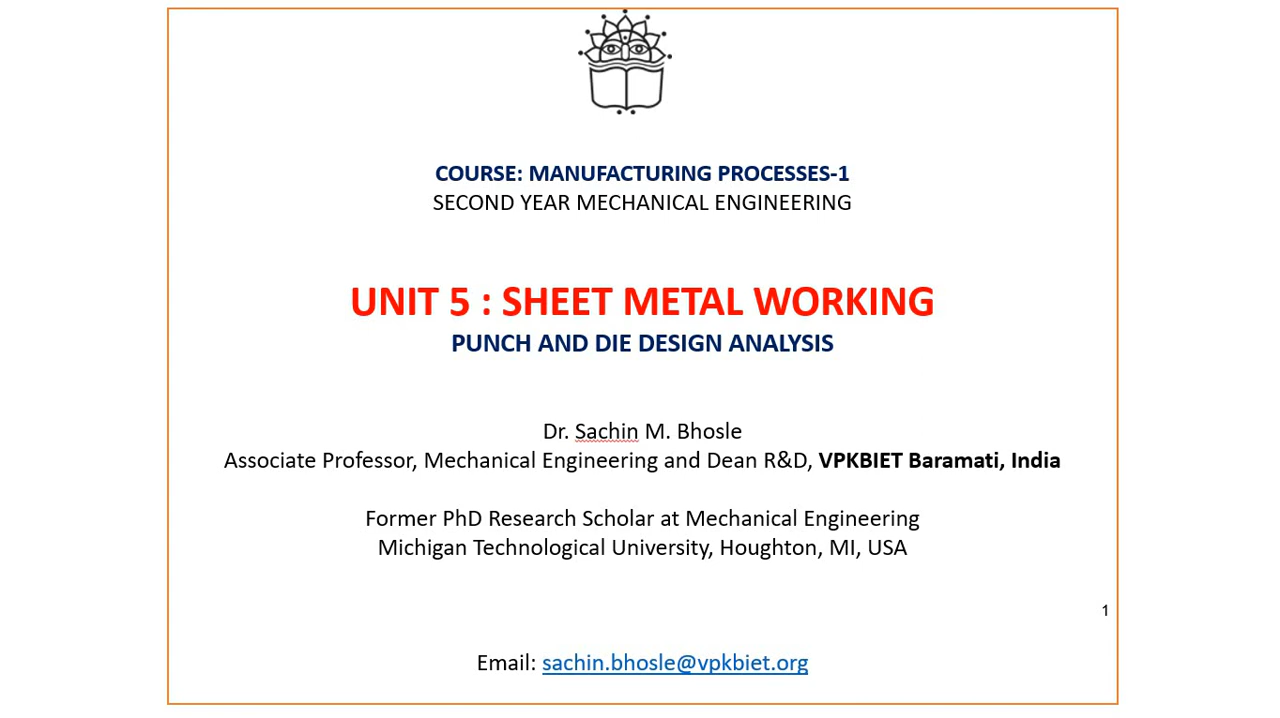 COURSE: MANUFACTURING PROCESSES-1
SECOND YEAR MECHANICAL ENGINEERING
UNIT 5 : SHEET METAL WORKING
PUNCH AND DIE DESIGN ANALYSIS
Dr. Sachin M. Bhosle
Associate Professor, Mechanical Engineering and Dean R&D, VPKBIET Baramati, India
Former PhD Research Scholar at Mechanical Engineering
Michigan Technological University, Houghton, MI, USA
1
Email: sachin.bhosle@vpkbiet.org